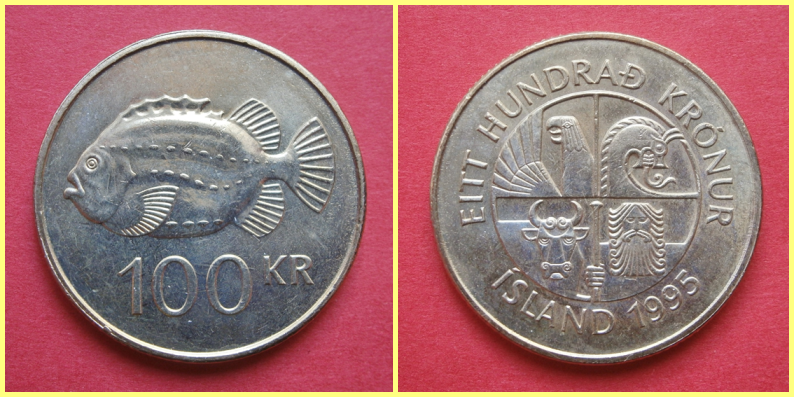 100 KR
EITT HUNDRAÐ KRÓNUR
ÍSLAND 1995